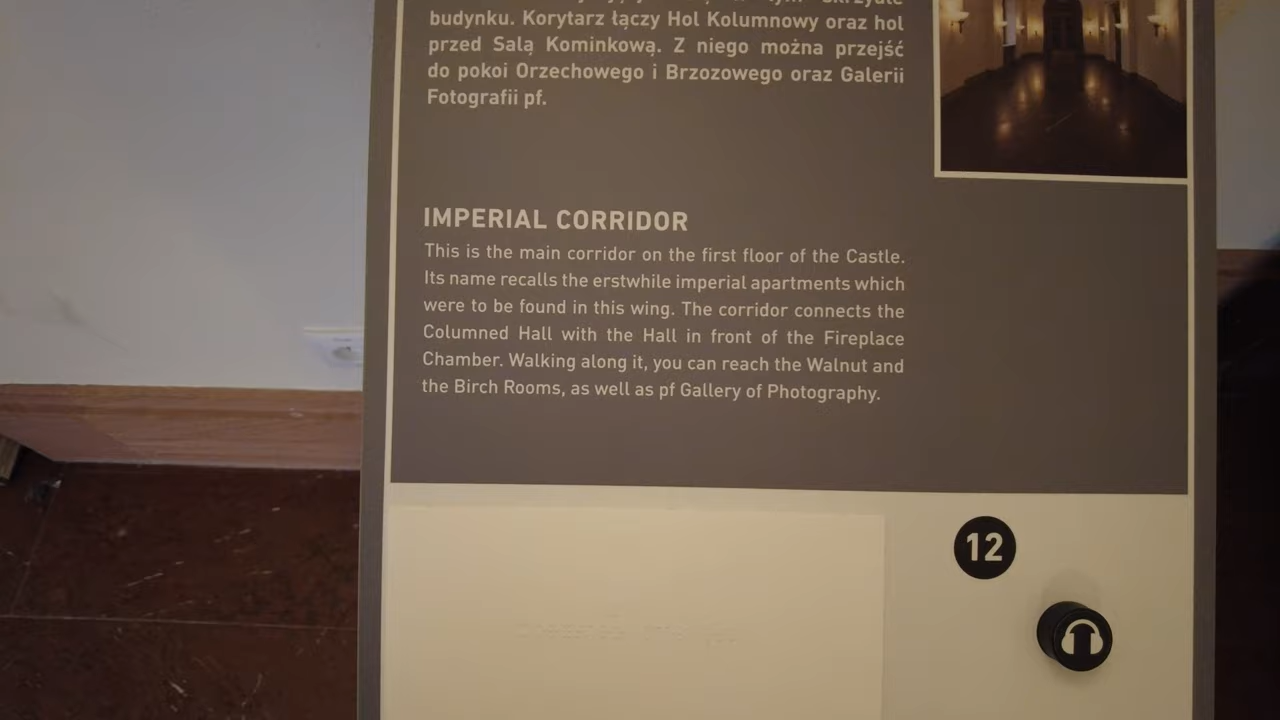 skrzydle
budynku. Korytarz łączy Hol Kolumnowy oraz hol
przed Salą Kominkową. Z niego można przejść
do pokoi Orzechowego i Brzozowego oraz Galerii
Fotografii pf.
IMPERIAL CORRIDOR
This is the main corridor on the first floor of the Castle.
Its name recalls the erstwhile imperial apartments which
were to be found in this wing. The corridor connects the
Columned Hall with the Hall in front of the Fireplace
Chamber. Walking along it, you can reach the Walnut and
the Birch Rooms, as well as pf Gallery of Photography.
12